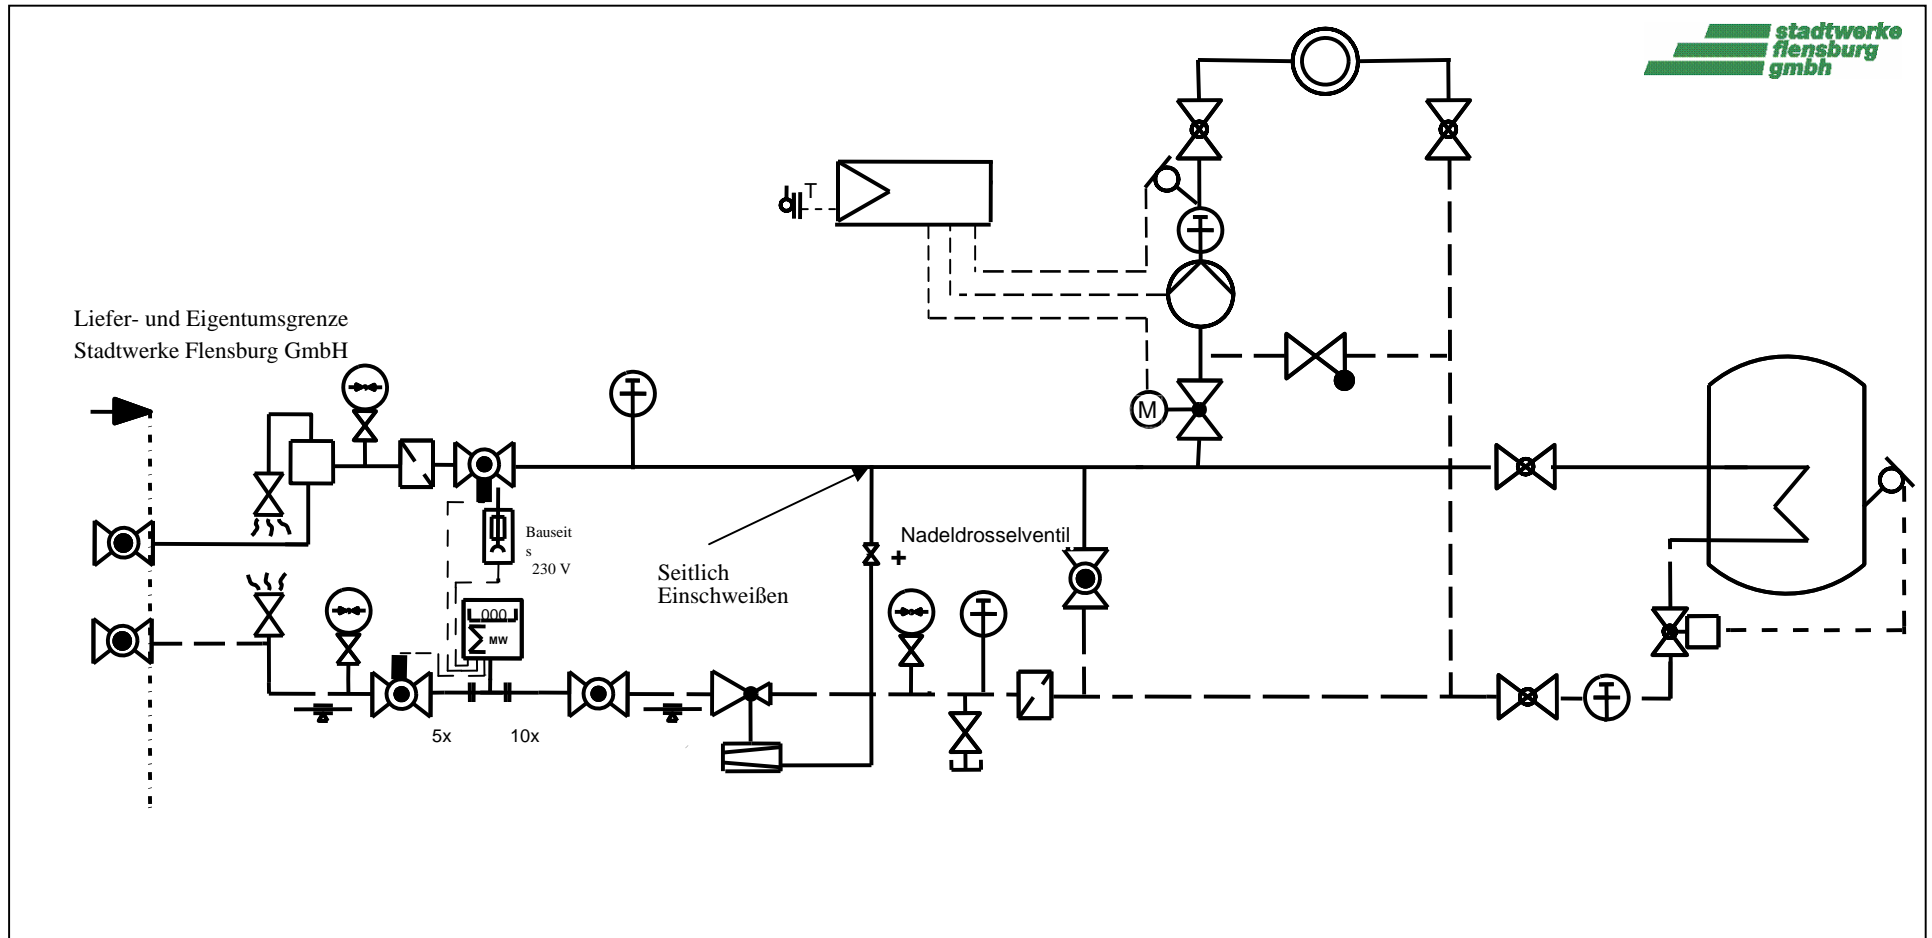 stadtwerke
flensburg
gmbh
T
Liefer- und Eigentumsgrenze
Stadtwerke Flensburg GmbH
M
Nadeldrosselventil
+
Bauseit
s
230 V
Seitlich
Einschweißen
000
MW
5x
10x